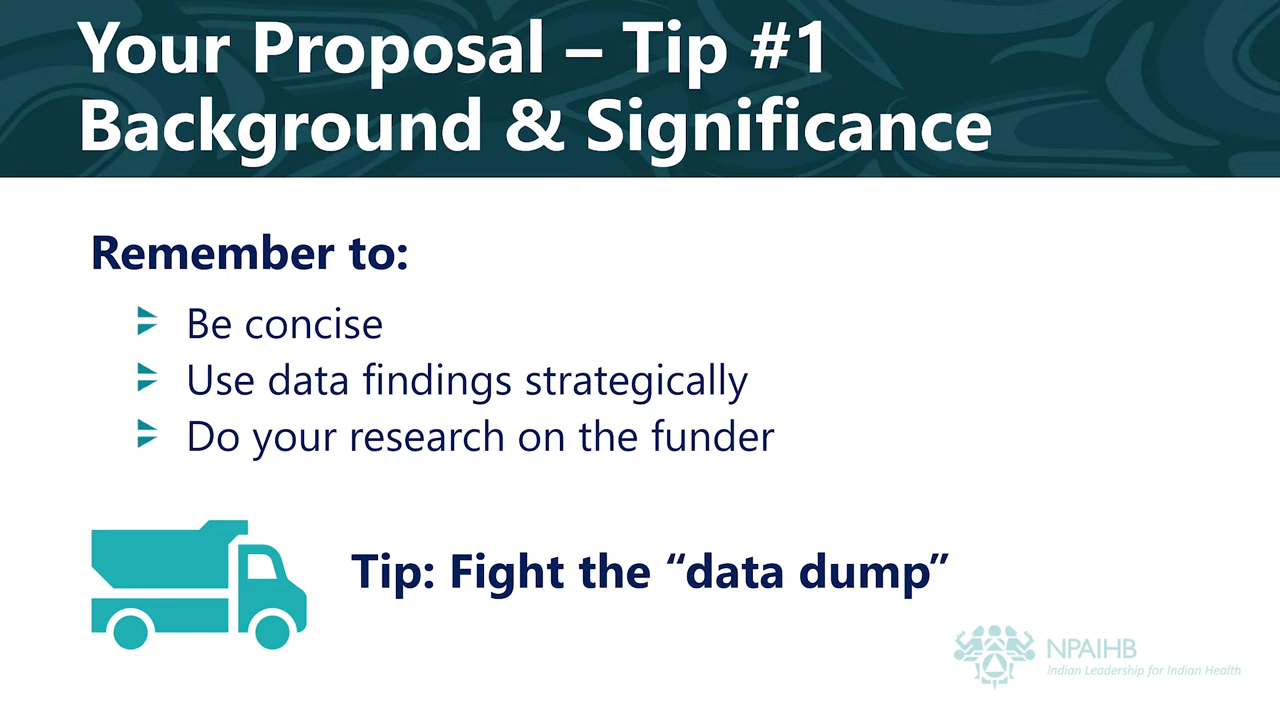 Your Proposal – Tip #1
Background & Significance
Remember to:
Be concise
Use data findings strategically
Do your research on the funder
Tip: Fight the “data dump”
NPAIHB
Indian Leadership for Indian Health